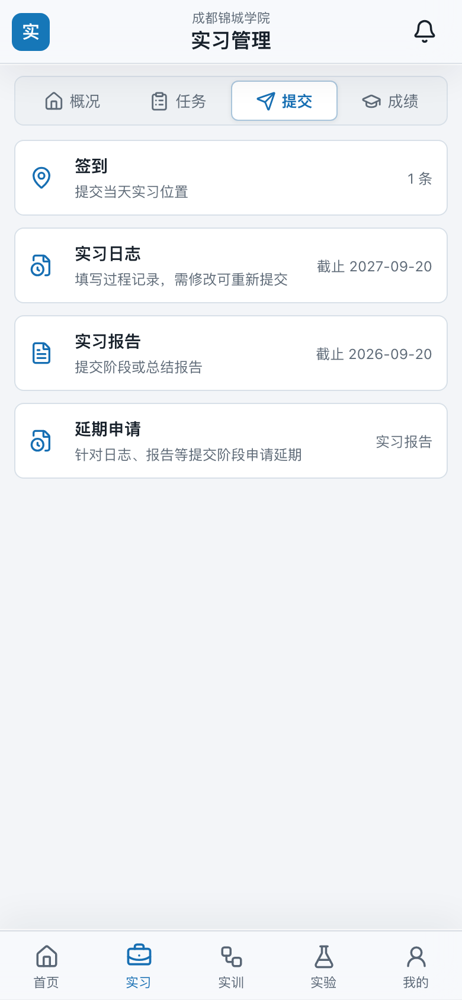 实
成都锦城学院
实习管理
概况
任务
提交
成绩
签到
提交当天实习位置
1 条
实习日志
填写过程记录，需修改可重新提交
截止 2027-09-20
实习报告
提交阶段或总结报告
截止 2026-09-20
延期申请
针对日志、报告等提交阶段申请延期
实习报告
首页
实习
实训
实验
我的